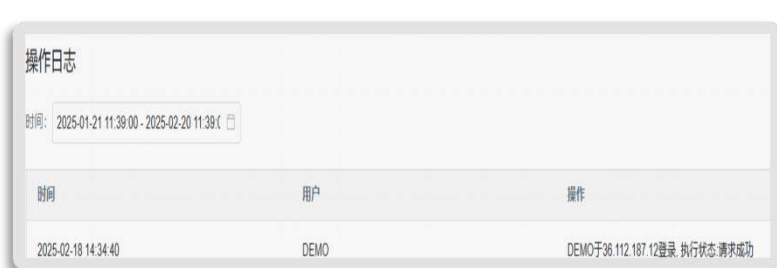 操作日志
时间: 2025-01-21 11:39:00 - 2025-02-20 11:39:0
时间 用户 操作
2025-02-18 14:34:40 DEMO DEMO于36.112.187.12登录, 执行状态:请求成功